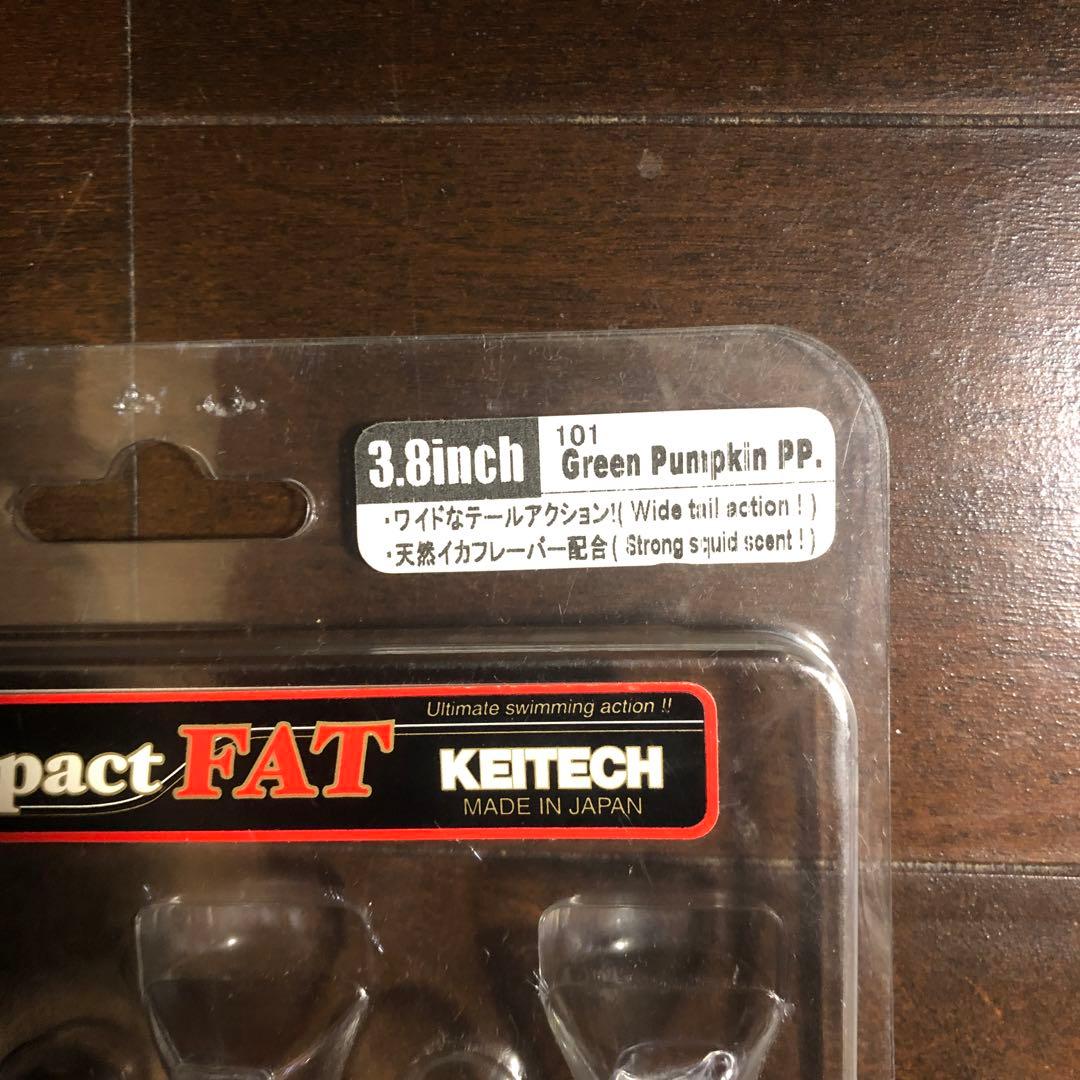 3.8inch
101
Green Pumpkin PP.
・ワイドなテールアクション!( Wide tail action ! )
・天然イカフレーバー配合( Strong squid scent ! )
Ultimate swimming action !!
pact FAT
KEITECH
MADE IN JAPAN